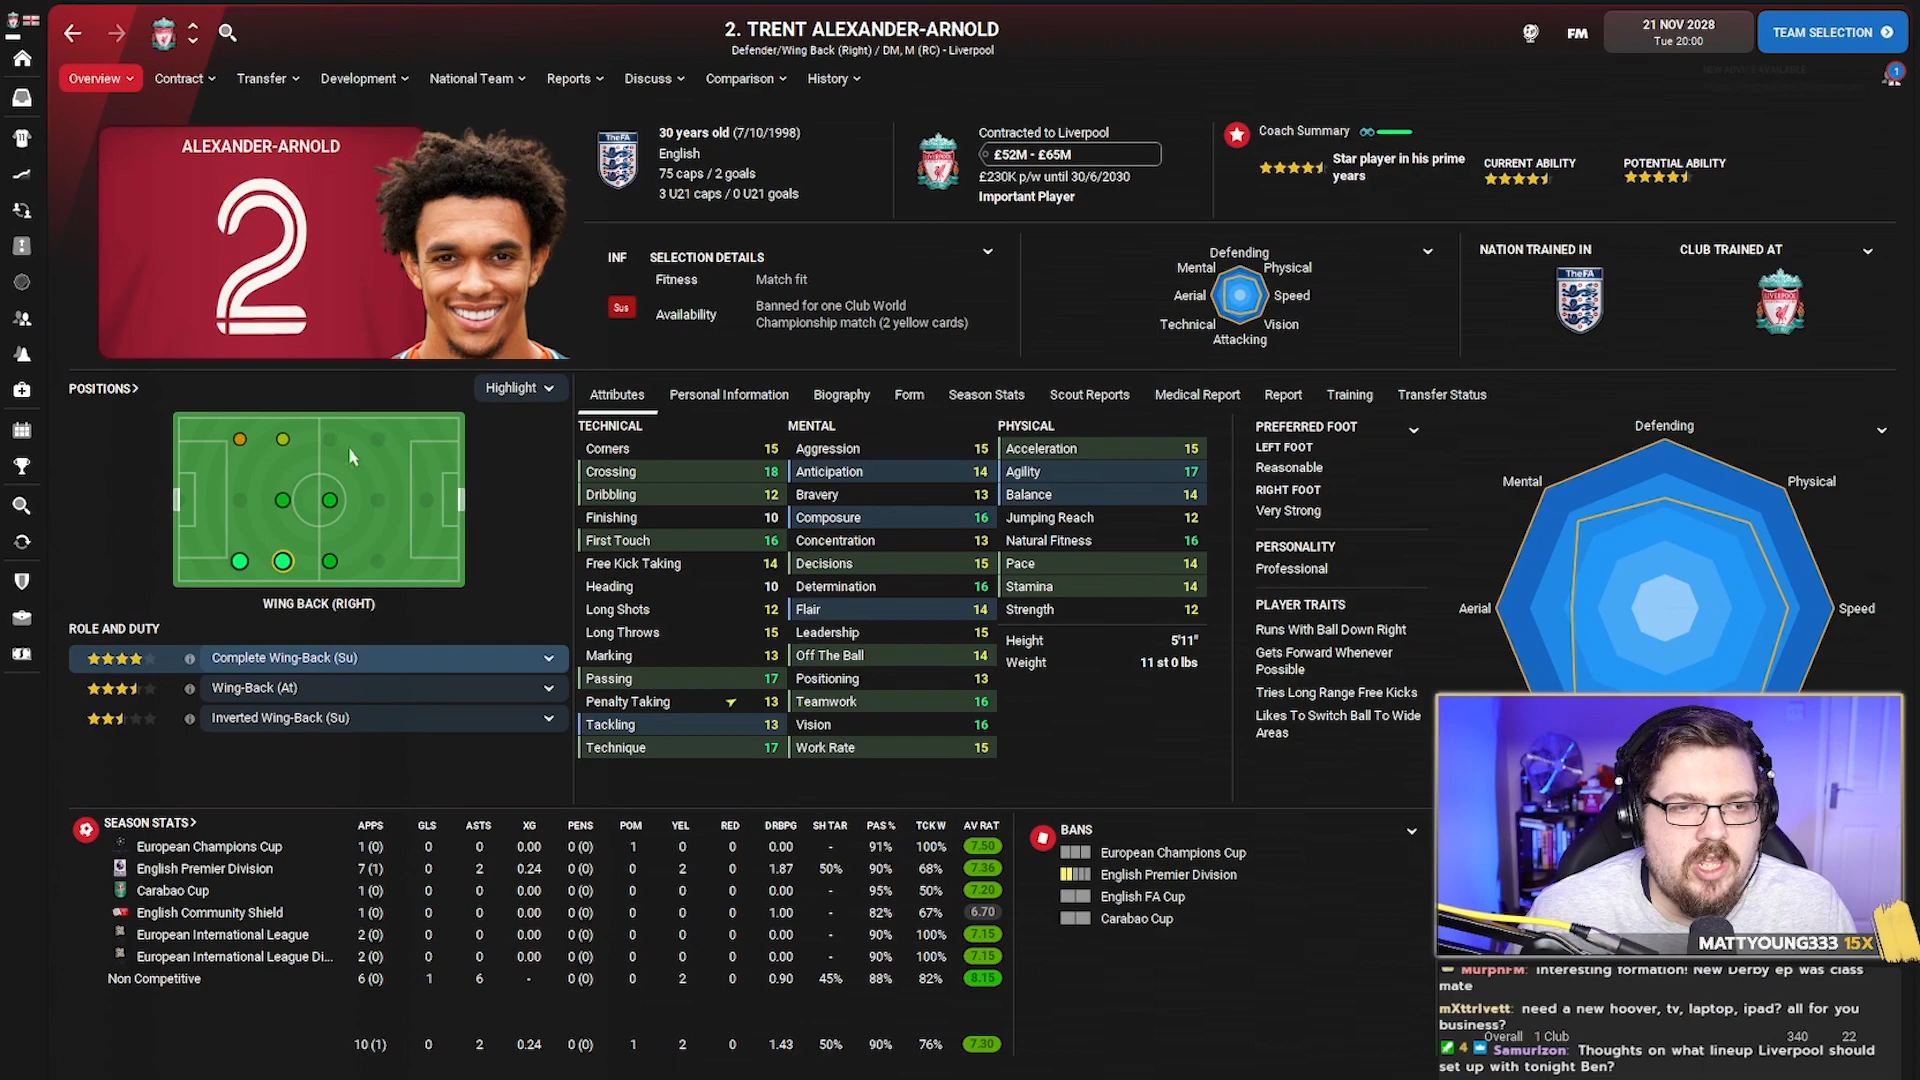 2. TRENT ALEXANDER-ARNOLD
Defender/Wing Back (Right) / DM, M (RC) - Liverpool
FM
21 NOV 2028
Tue 20:00
TEAM SELECTION
Overview
Contract
Transfer
Development
National Team
Reports
Discuss
Comparison
History
NEW ADVICE AVAILABLE
1
ALEXANDER-ARNOLD
2
TheFA
30 years old (7/10/1998)
English
75 caps / 2 goals
3 U21 caps / 0 U21 goals
Contracted to Liverpool
£52M - £65M
£230K p/w until 30/6/2030
Important Player
Coach Summary
Star player in his prime
years
CURRENT ABILITY
POTENTIAL ABILITY
INF
SELECTION DETAILS
Fitness
Match fit
Sus
Availability
Banned for one Club World
Championship match (2 yellow cards)
Defending
Mental
Physical
Aerial
Speed
Technical
Vision
Attacking
NATION TRAINED IN
TheFA
CLUB TRAINED AT
POSITIONS>
Highlight
WING BACK (RIGHT)
ROLE AND DUTY
Complete Wing-Back (Su)
Wing-Back (At)
Inverted Wing-Back (Su)
Attributes
Personal Information
Biography
Form
Season Stats
Scout Reports
Medical Report
Report
Training
Transfer Status
TECHNICAL
Corners 15
Crossing 18
Dribbling 12
Finishing 10
First Touch 16
Free Kick Taking 14
Heading 10
Long Shots 12
Long Throws 15
Marking 13
Passing 17
Penalty Taking 13
Tackling 13
Technique 17
MENTAL
Aggression 15
Anticipation 14
Bravery 13
Composure 16
Concentration 13
Decisions 15
Determination 16
Flair 14
Leadership 15
Off The Ball 14
Positioning 13
Teamwork 16
Vision 16
Work Rate 15
PHYSICAL
Acceleration 15
Agility 17
Balance 14
Jumping Reach 12
Natural Fitness 16
Pace 14
Stamina 14
Strength 12
Height 5'11"
Weight 11 st 0 lbs
PREFERRED FOOT
LEFT FOOT
Reasonable
RIGHT FOOT
Very Strong
PERSONALITY
Professional
PLAYER TRAITS
Runs With Ball Down Right
Gets Forward Whenever
Possible
Tries Long Range Free Kicks
Likes To Switch Ball To Wide
Areas
Defending
Mental
Physical
Aerial
Speed
SEASON STATS>
APPS GLS ASTS XG PENS POM YEL RED DRBPG SH TAR PAS % TCK W AV RAT
European Champions Cup 1 (0) 0 0 0.00 0 (0) 1 0 0 0.00 - 91% 100% 7.50
English Premier Division 7 (1) 0 2 0.24 0 (0) 0 2 0 1.87 50% 90% 68% 7.36
Carabao Cup 1 (0) 0 0 0.00 0 (0) 0 0 0 0.00 - 95% 50% 7.20
English Community Shield 1 (0) 0 0 0.00 0 (0) 0 0 0 1.00 - 82% 67% 6.70
European International League 2 (0) 0 0 0.00 0 (0) 0 0 0 0.00 - 90% 100% 7.15
European International League Di... 2 (0) 0 0 0.00 0 (0) 0 0 0 0.00 - 90% 100% 7.15
Non Competitive 6 (0) 1 6 - 0 (0) 0 2 0 0.90 45% 88% 82% 8.15
10 (1) 0 2 0.24 0 (0) 1 2 0 1.43 50% 90% 76% 7.30
BANS
European Champions Cup
English Premier Division
English FA Cup
Carabao Cup
MATTYOUNG333 15X
MurphFM: Interesting formation! New Derby ep was class
mate
mXttrIvett: need a new hoover, tv, laptop, ipad? all for you
business?
Overall 1 Club 340 22
4 SamurIzon: Thoughts on what lineup Liverpool should
set up with tonight Ben?